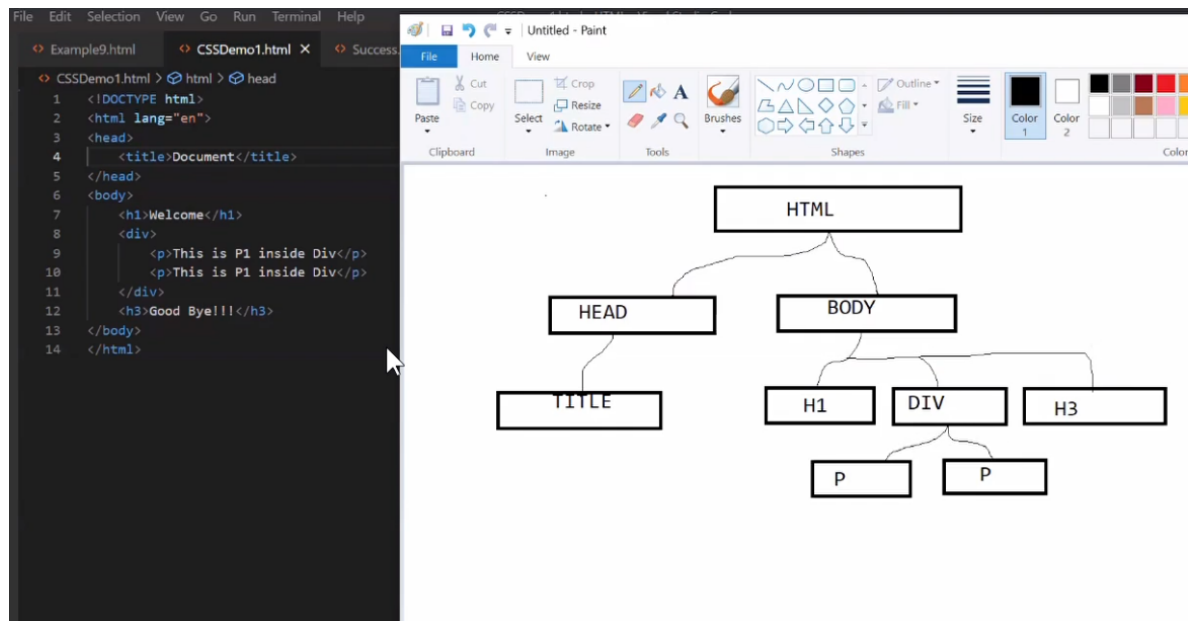 File Edit Selection View Go Run Terminal Help
Example9.html CSSDemo1.html Success.
CSSDemo1.html > html > head
1 <!DOCTYPE html>
2 <html lang="en">
3 <head>
4 <title>Document</title>
5 </head>
6 <body>
7 <h1>Welcome</h1>
8 <div>
9 <p>This is P1 inside Div</p>
10 <p>This is P1 inside Div</p>
11 </div>
12 <h3>Good Bye!!!</h3>
13 </body>
14 </html>
Untitled - Paint
File Home View
Paste
Cut
Copy
Clipboard
Select
Crop
Resize
Rotate
Image
A
Tools
Brushes
Outline
Fill
Shapes
Size
Color 1
Color 2
Color
HTML
HEAD BODY
TITLE H1 DIV H3
P P